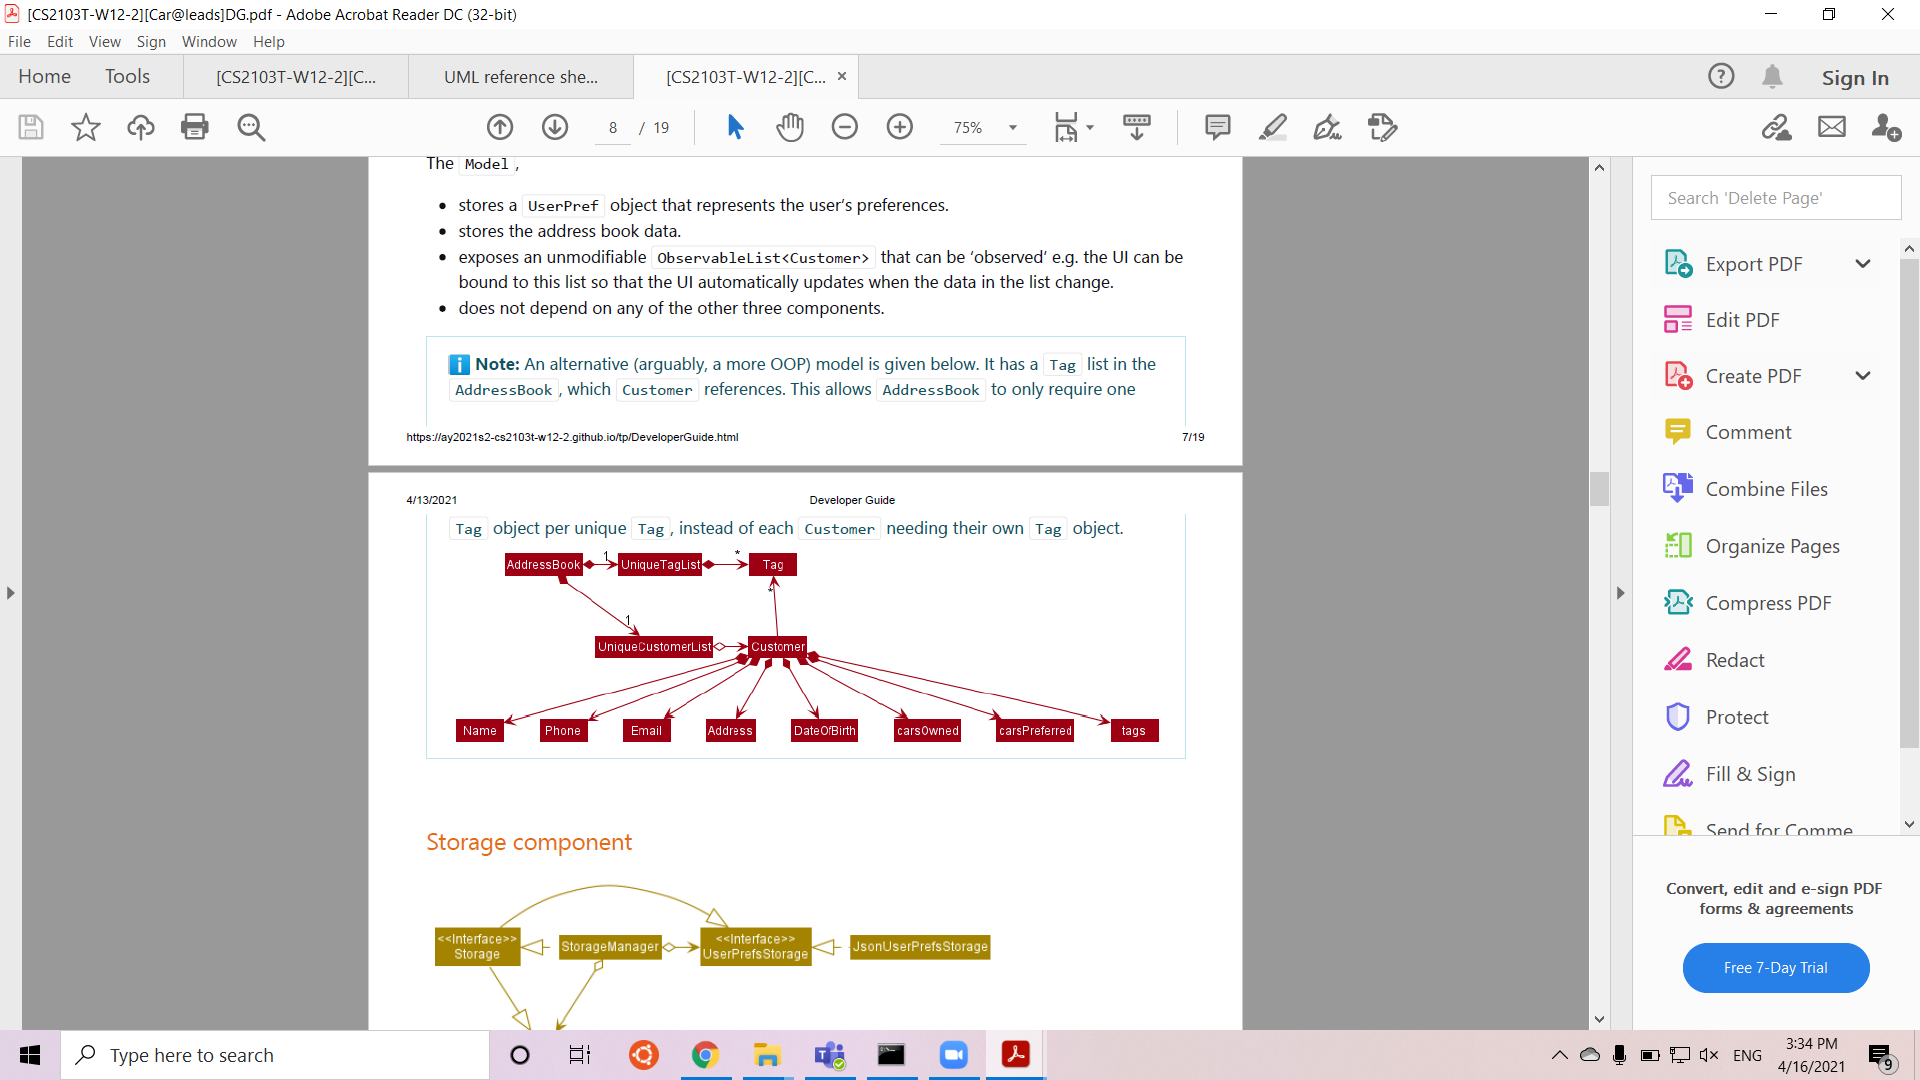 [CS2103T-W12-2][Car@leads]DG.pdf - Adobe Acrobat Reader DC (32-bit)
File Edit View Sign Window Help
Home Tools [CS2103T-W12-2][C... UML reference she... [CS2103T-W12-2][C... × Sign In
8 / 19 75%
The Model,
• stores a UserPref object that represents the user’s preferences.
• stores the address book data.
• exposes an unmodifiable ObservableList<Customer> that can be ‘observed’ e.g. the UI can be
bound to this list so that the UI automatically updates when the data in the list change.
• does not depend on any of the other three components.
Note: An alternative (arguably, a more OOP) model is given below. It has a Tag list in the
AddressBook, which Customer references. This allows AddressBook to only require one
https://ay2021s2-cs2103t-w12-2.github.io/tp/DeveloperGuide.html 7/19
4/13/2021 Developer Guide
Tag object per unique Tag, instead of each Customer needing their own Tag object.
AddressBook 1 UniqueTagList * Tag
*
1
UniqueCustomerList Customer
Name Phone Email Address DateOfBirth carsOwned carsPreferred tags
Storage component
<<Interface>> Storage
StorageManager
<<Interface>> UserPrefsStorage
JsonUserPrefsStorage
Search 'Delete Page'
Export PDF
Edit PDF
Create PDF
Comment
Combine Files
Organize Pages
Compress PDF
Redact
Protect
Fill & Sign
Send for Comme
Convert, edit and e-sign PDF
forms & agreements
Free 7-Day Trial
Type here to search
ENG
3:34 PM
4/16/2021
9